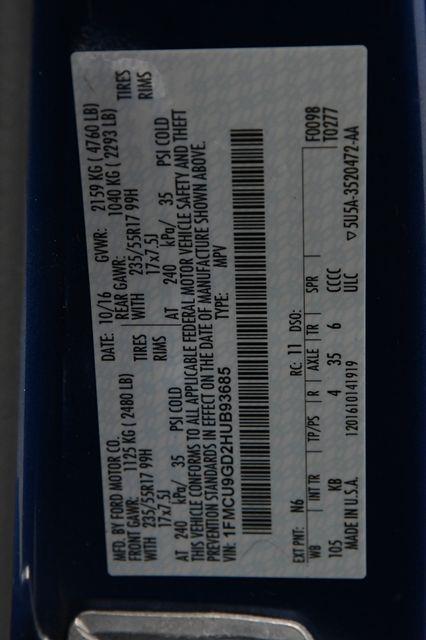 MFD. BY FORD MOTOR CO.
DATE: 10/16 GVWR: 2159 KG ( 4760 LB)
FRONT GAWR: 1125 KG ( 2480 LB) REAR GAWR: 1040 KG ( 2293 LB)
WITH 235/55R17 99H TIRES WITH 235/55R17 99H TIRES
17x7.5J RIMS 17x7.5J RIMS
AT 240 kPa/ 35 PSI COLD AT 240 kPa/ 35 PSI COLD
THIS VEHICLE CONFORMS TO ALL APPLICABLE FEDERAL MOTOR VEHICLE SAFETY AND THEFT
PREVENTION STANDARDS IN EFFECT ON THE DATE OF MANUFACTURE SHOWN ABOVE.
VIN: 1FMCU9GD2HUB93685 TYPE: MPV
F0098
EXT PNT: N6 RC: 11 DSO: T0277
WB INT TR TP/PS R AXLE TR SPR
105 KB 4 35 6 CCCC
MADE IN U.S.A. 1201610141919 ULC ▽5U5A-3520472-AA